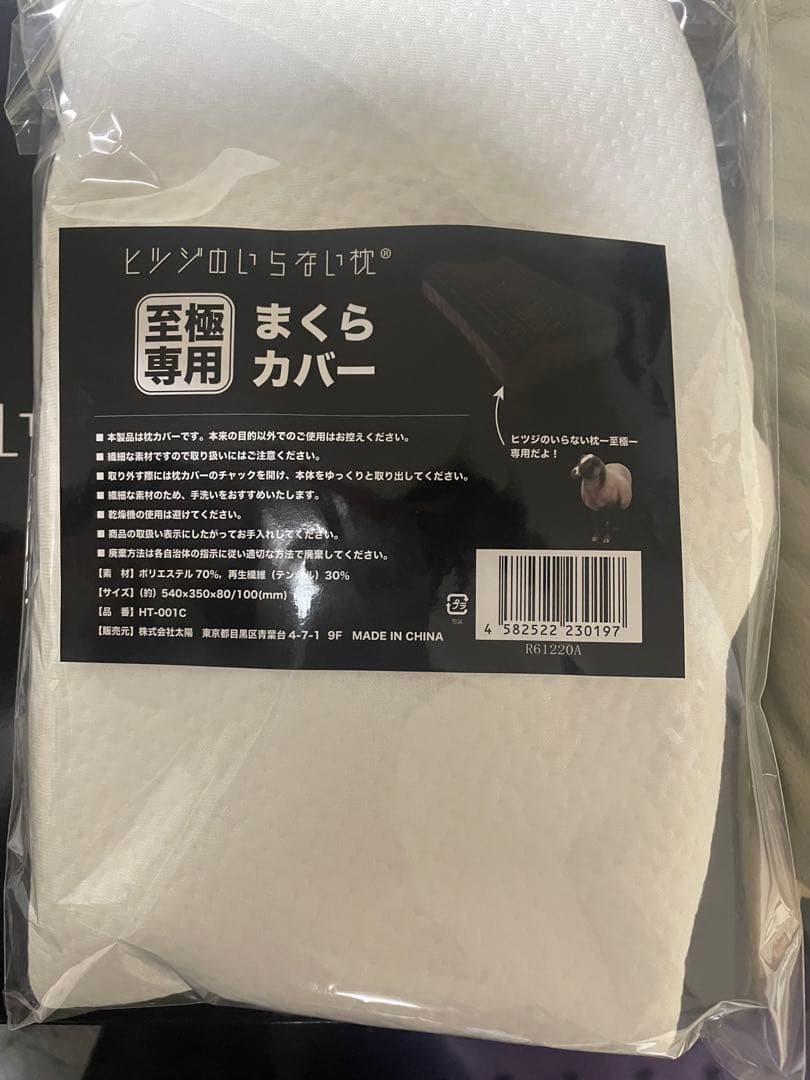 ヒツジのいらない枕®
至極
専用
まくら
カバー
■ 本製品は枕カバーです。本来の目的以外でのご使用はお控えください。
■ 繊細な素材ですので取り扱いにはご注意ください。
■ 取り外す際には枕カバーのチャックを開け、本体をゆっくりと取り出してください。
■ 繊細な素材のため、手洗いをおすすめいたします。
■ 乾燥機の使用は避けてください。
■ 商品の取扱い表示にしたがってお手入れしてください。
■ 廃棄方法は各自治体の指示に従い適切な方法で廃棄してください。
【素 材】ポリエステル 70%, 再生繊維（テンセル）30%
【サイズ】（約）540×350×80/100(mm)
【品 番】HT-001C
【販売元】株式会社太陽 東京都目黒区青葉台 4-7-1 9F MADE IN CHINA
ヒツジのいらない枕ー至極ー
専用だよ！
プラ
包装
4 582522 230197
R61220A